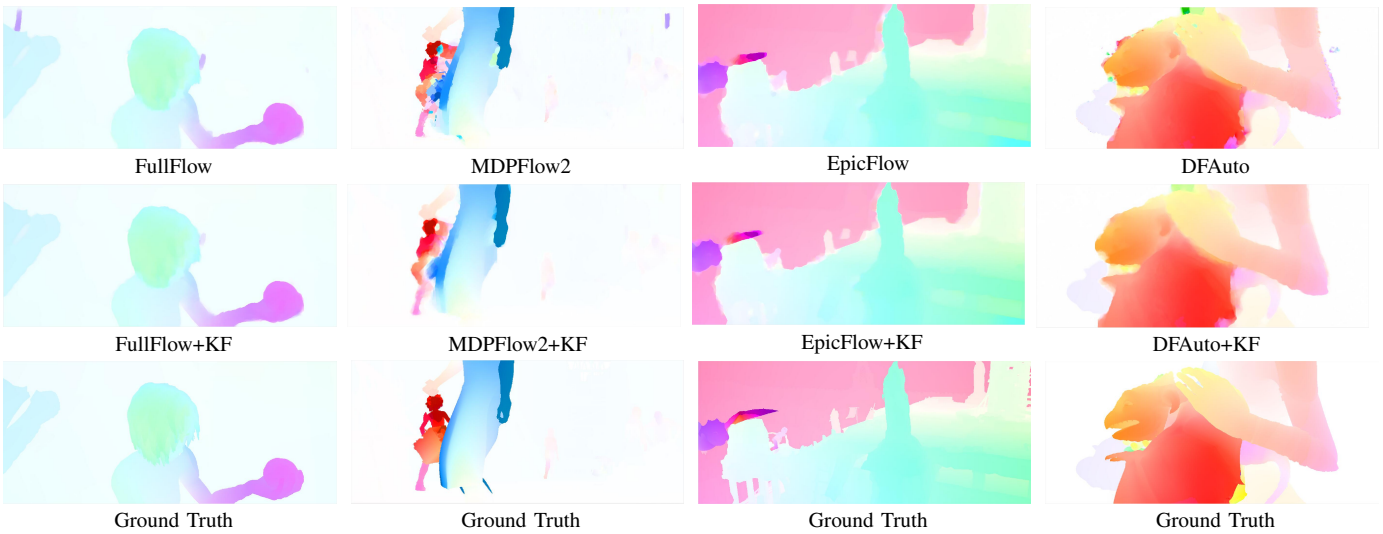 FullFlow
MDPFlow2
EpicFlow
DFAuto
FullFlow+KF
MDPFlow2+KF
EpicFlow+KF
DFAuto+KF
Ground Truth
Ground Truth
Ground Truth
Ground Truth